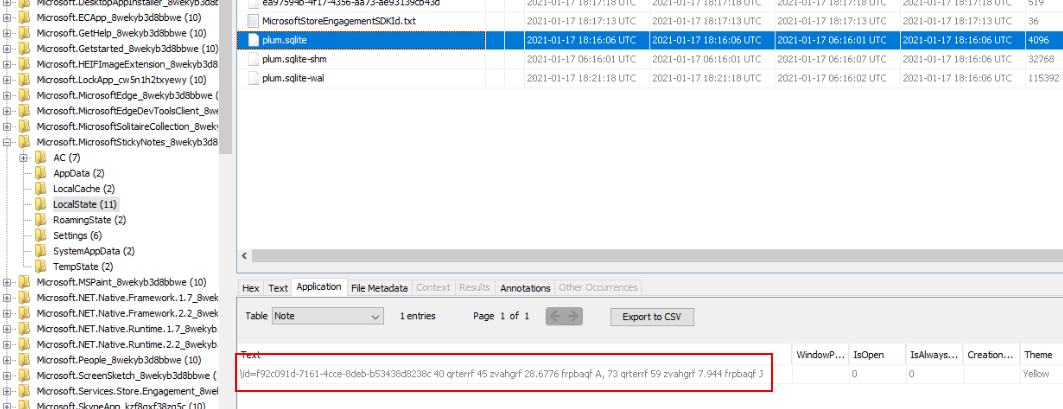 Microsoft.DesktopAppInstaller_8wekyb3d8
Microsoft.ECApp_8wekyb3d8bbwe (10)
Microsoft.GetHelp_8wekyb3d8bbwe (10)
Microsoft.Getstarted_8wekyb3d8bbwe (10)
Microsoft.HEIFImageExtension_8wekyb3d8b
Microsoft.LockApp_cw5n1h2txyewy (10)
Microsoft.MicrosoftEdge_8wekyb3d8bbwe (
Microsoft.MicrosoftEdgeDevToolsClient_8we
Microsoft.MicrosoftSolitaireCollection_8wek
Microsoft.MicrosoftStickyNotes_8wekyb3d8
AC (7)
AppData (2)
LocalCache (2)
LocalState (11)
RoamingState (2)
Settings (6)
SystemAppData (2)
TempState (2)
Microsoft.MSPaint_8wekyb3d8bbwe (10)
Microsoft.NET.Native.Framework.1.7_8wek
Microsoft.NET.Native.Framework.2.2_8wek
Microsoft.NET.Native.Runtime.1.7_8wekyb
Microsoft.NET.Native.Runtime.2.2_8wekyb
Microsoft.People_8wekyb3d8bbwe (10)
Microsoft.ScreenSketch_8wekyb3d8bbwe (
Microsoft.Services.Store.Engagement_8wek
Microsoft.SkypeApp_kzf8qxf38zg5c (10)
ea97594b-4f17-4356-aa73-ae93139cb43d 2021-01-17 18:17:18 UTC 2021-01-17 18:17:18 UTC 2021-01-17 18:17:18 UTC 2021-01-17 18:17:18 UTC 519
MicrosoftStoreEngagementSDKId.txt 2021-01-17 18:17:13 UTC 2021-01-17 18:17:13 UTC 2021-01-17 18:17:13 UTC 2021-01-17 18:17:13 UTC 36
plum.sqlite 2021-01-17 18:16:06 UTC 2021-01-17 18:16:06 UTC 2021-01-17 18:16:06 UTC 2021-01-17 06:16:01 UTC 4096
plum.sqlite-shm 2021-01-17 06:16:01 UTC 2021-01-17 06:16:01 UTC 2021-01-17 06:16:07 UTC 2021-01-17 06:16:02 UTC 32768
plum.sqlite-wal 2021-01-17 18:21:18 UTC 2021-01-17 18:21:18 UTC 2021-01-17 06:16:02 UTC 2021-01-17 18:16:06 UTC 115392
Hex Text Application File Metadata Context Results Annotations Other Occurrences
Table Note 1 entries Page 1 of 1 Export to CSV
Text WindowP... IsOpen IsAlways... Creation... Theme
\id=f92c091d-7161-4cce-8deb-b53438d8238c 40 qrterrf 45 zvahgrf 28.6776 frpbaqf A, 73 qrterrf 59 zvahgrf 7.944 frpbaqf J 0 0 Yellow